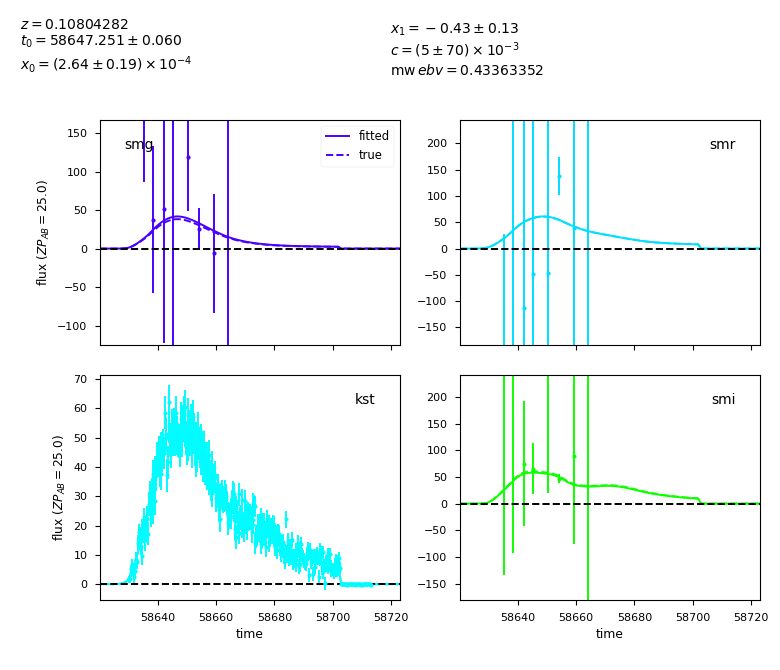 z = 0.10804282
t₀ = 58647.251 ± 0.060
x₀ = (2.64 ± 0.19) × 10⁻⁴
x₁ = −0.43 ± 0.13
c = (5 ± 70) × 10⁻³
mw ebv = 0.43363352
smg
fitted
true
150
100
50
0
−50
−100
flux (ZP_AB = 25.0)
smr
200
150
100
50
0
−50
−100
−150
kst
70
60
50
40
30
20
10
0
flux (ZP_AB = 25.0)
58640 58660 58680 58700 58720
time
smi
200
150
100
50
0
−50
−100
−150
58640 58660 58680 58700 58720
time